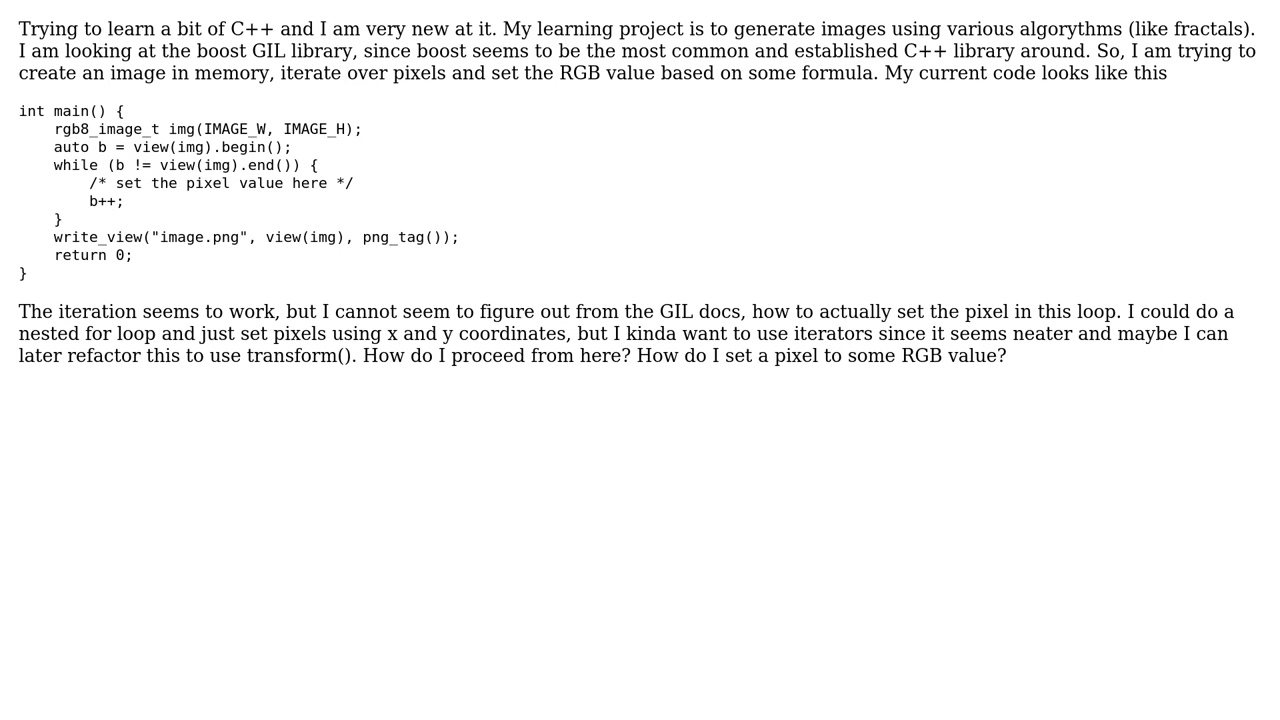 Trying to learn a bit of C++ and I am very new at it. My learning project is to generate images using various algorythms (like fractals).
I am looking at the boost GIL library, since boost seems to be the most common and established C++ library around. So, I am trying to
create an image in memory, iterate over pixels and set the RGB value based on some formula. My current code looks like this
int main() {
    rgb8_image_t img(IMAGE_W, IMAGE_H);
    auto b = view(img).begin();
    while (b != view(img).end()) {
        /* set the pixel value here */
        b++;
    }
    write_view("image.png", view(img), png_tag());
    return 0;
}
The iteration seems to work, but I cannot seem to figure out from the GIL docs, how to actually set the pixel in this loop. I could do a
nested for loop and just set pixels using x and y coordinates, but I kinda want to use iterators since it seems neater and maybe I can
later refactor this to use transform(). How do I proceed from here? How do I set a pixel to some RGB value?